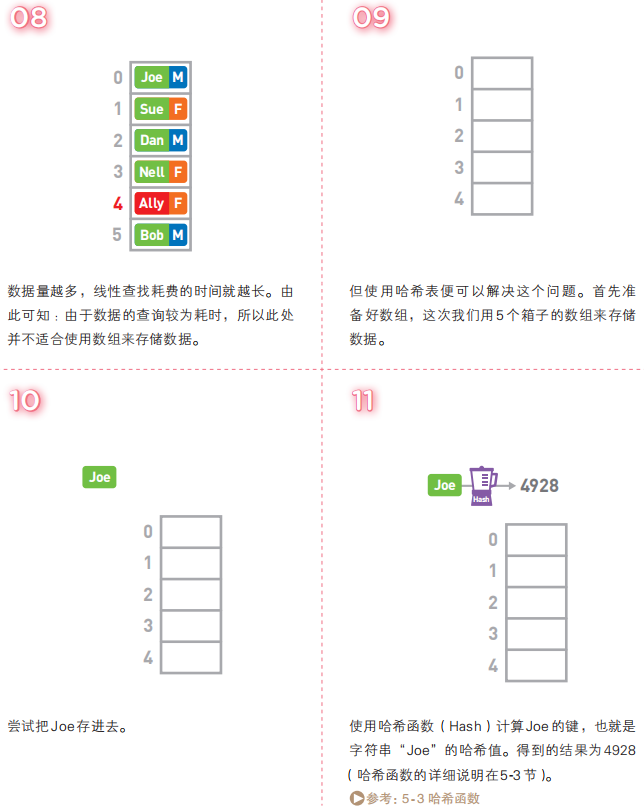 08
0 Joe M
1 Sue F
2 Dan M
3 Nell F
4 Ally F
5 Bob M
数据量越多，线性查找耗费的时间就越长。由
此可知：由于数据的查询较为耗时，所以此处
并不适合使用数组来存储数据。
09
0
1
2
3
4
但使用哈希表便可以解决这个问题。首先准
备好数组，这次我们用5个箱子的数组来存储
数据。
10
Joe
0
1
2
3
4
尝试把Joe存进去。
11
Joe Hash 4928
0
1
2
3
4
使用哈希函数（Hash）计算Joe的键，也就是
字符串“Joe”的哈希值。得到的结果为4928
（哈希函数的详细说明在5-3节）。
参考：5-3 哈希函数